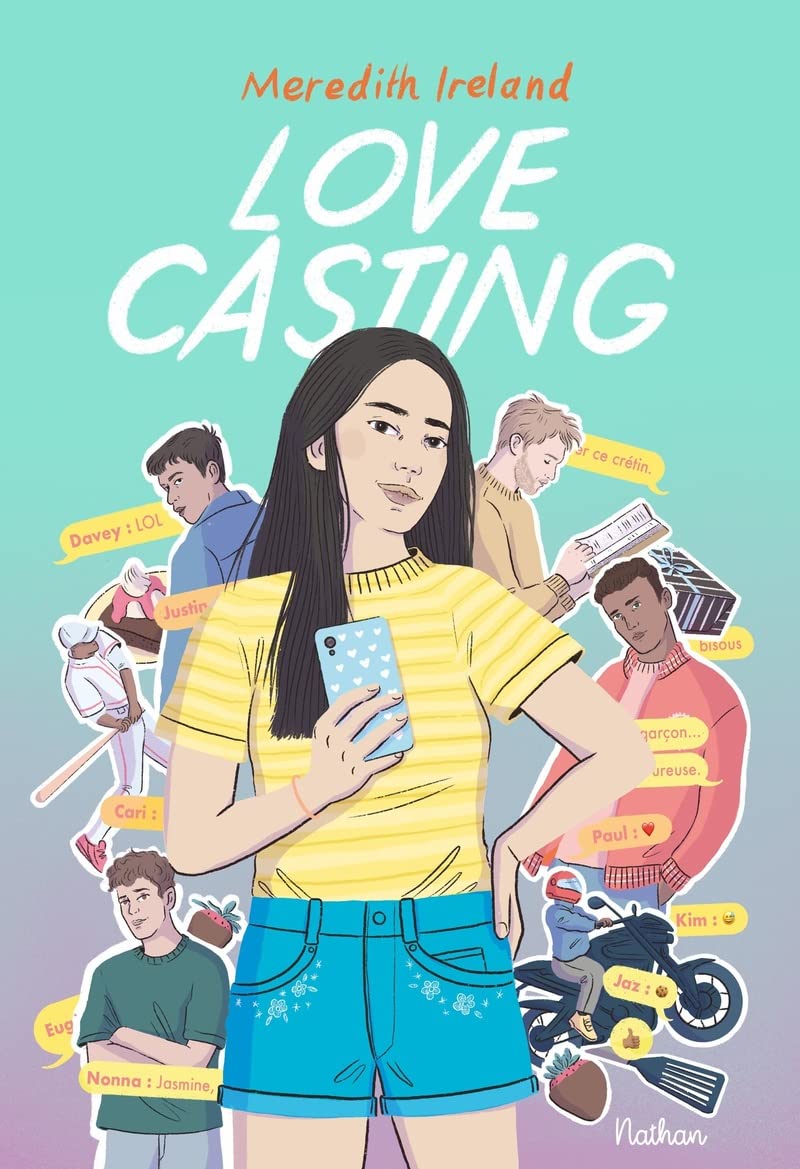 Meredith Ireland
LOVE
CASTING
er ce crétin.
Davey : LOL
Justin
bisous
garçon...
ureuse.
Cari :
Paul : ❤️
Kim : 😅
Jaz : 🍪
👍🏾
Eug
Nonna : Jasmine,
Nathan